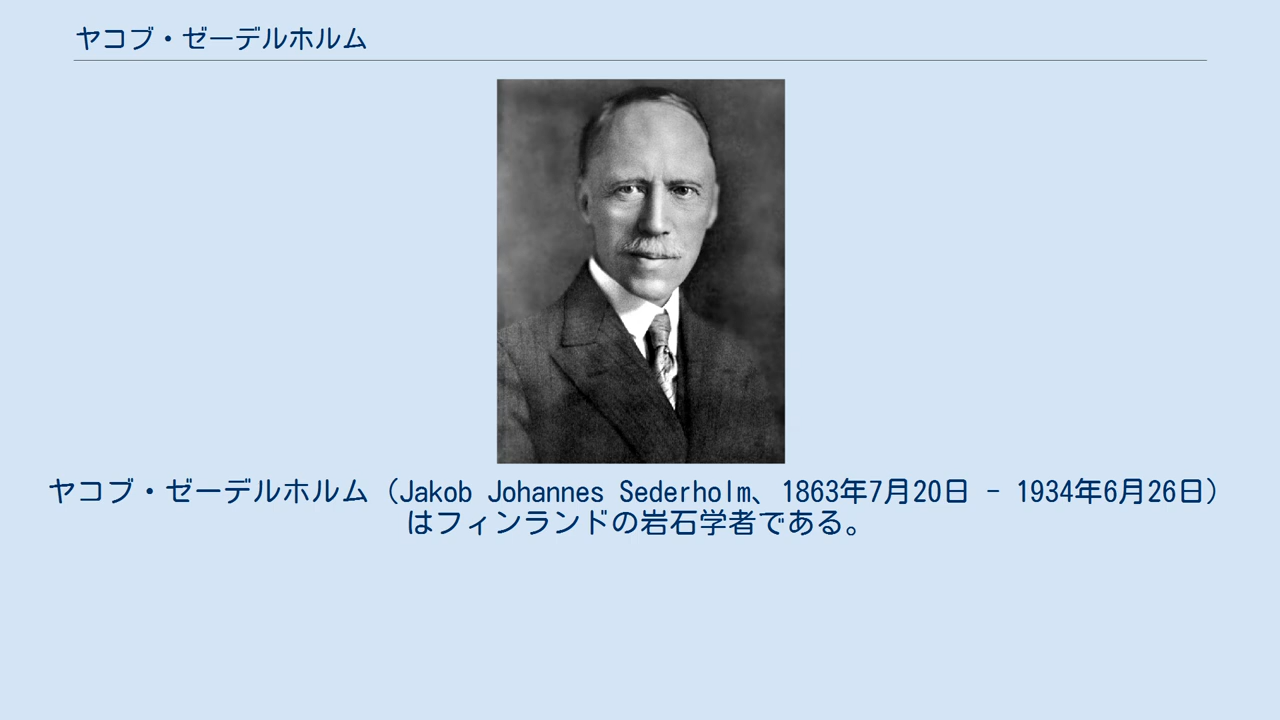 ヤコブ・ゼーデルホルム
ヤコブ・ゼーデルホルム（Jakob Johannes Sederholm、1863年7月20日 - 1934年6月26日）
はフィンランドの岩石学者である。